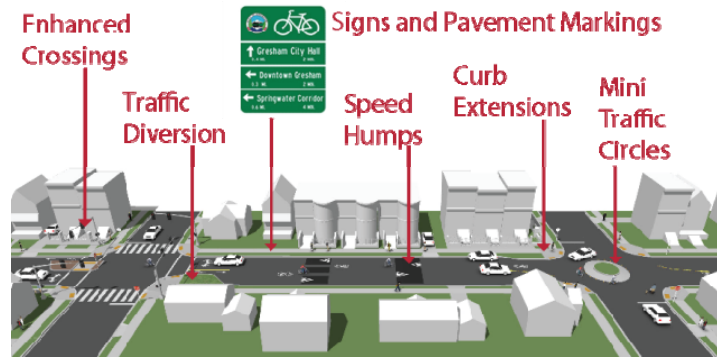 Enhanced
Crossings
Traffic
Diversion
Gresham City Hall
Downtown Gresham
Springwater Corridor
Signs and Pavement Markings
Speed
Humps
Curb
Extensions
Mini
Traffic
Circles